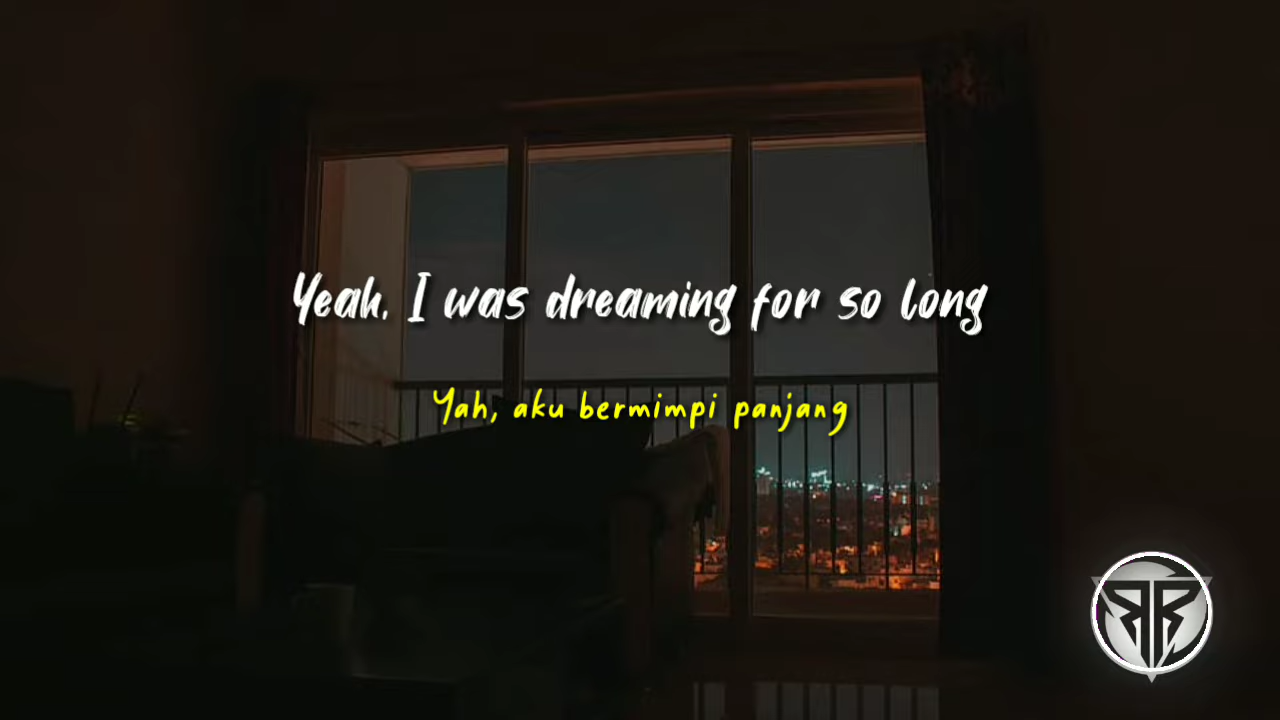 Yeah, I was dreaming for so long
Yah, aku bermimpi panjang